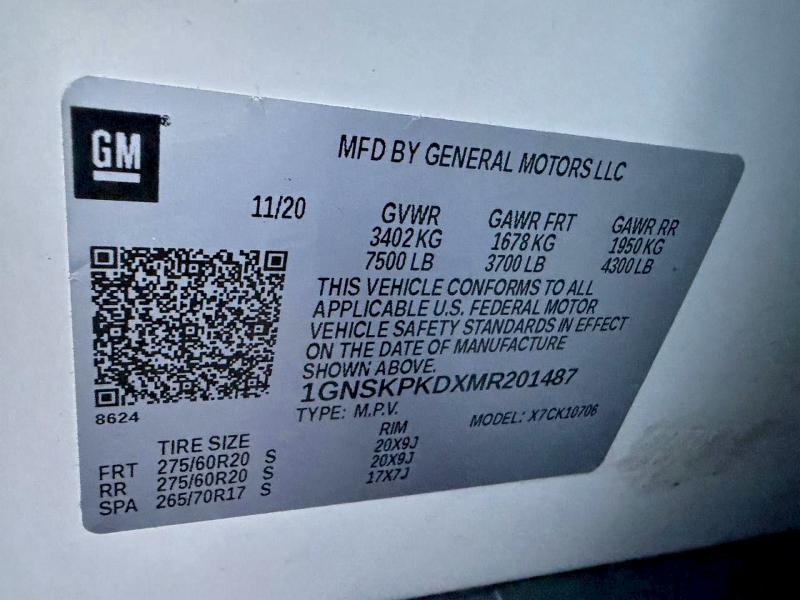 GM®
MFD BY GENERAL MOTORS LLC
11/20 GVWR GAWR FRT GAWR RR
3402 KG 1678 KG 1950 KG
7500 LB 3700 LB 4300 LB
THIS VEHICLE CONFORMS TO ALL
APPLICABLE U.S. FEDERAL MOTOR
VEHICLE SAFETY STANDARDS IN EFFECT
ON THE DATE OF MANUFACTURE
SHOWN ABOVE.
1GNSKPKDXMR201487
8624
TYPE: M.P.V. MODEL: X7CK10706
TIRE SIZE RIM
FRT 275/60R20 S 20X9J
RR 275/60R20 S 20X9J
SPA 265/70R17 S 17X7J